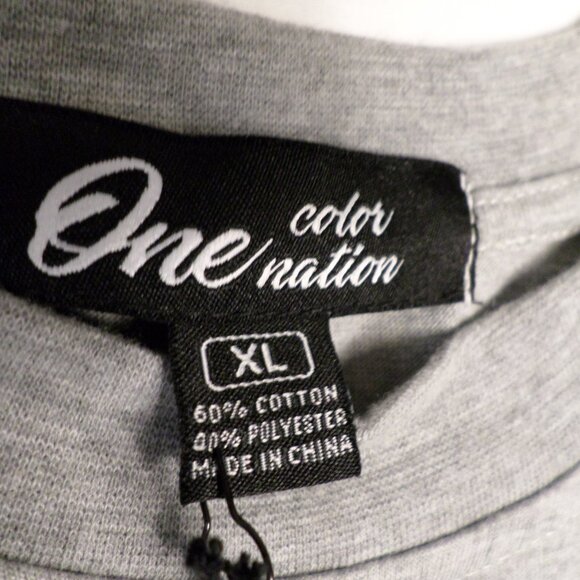 One color nation
XL
60% COTTON
40% POLYESTER
MADE IN CHINA